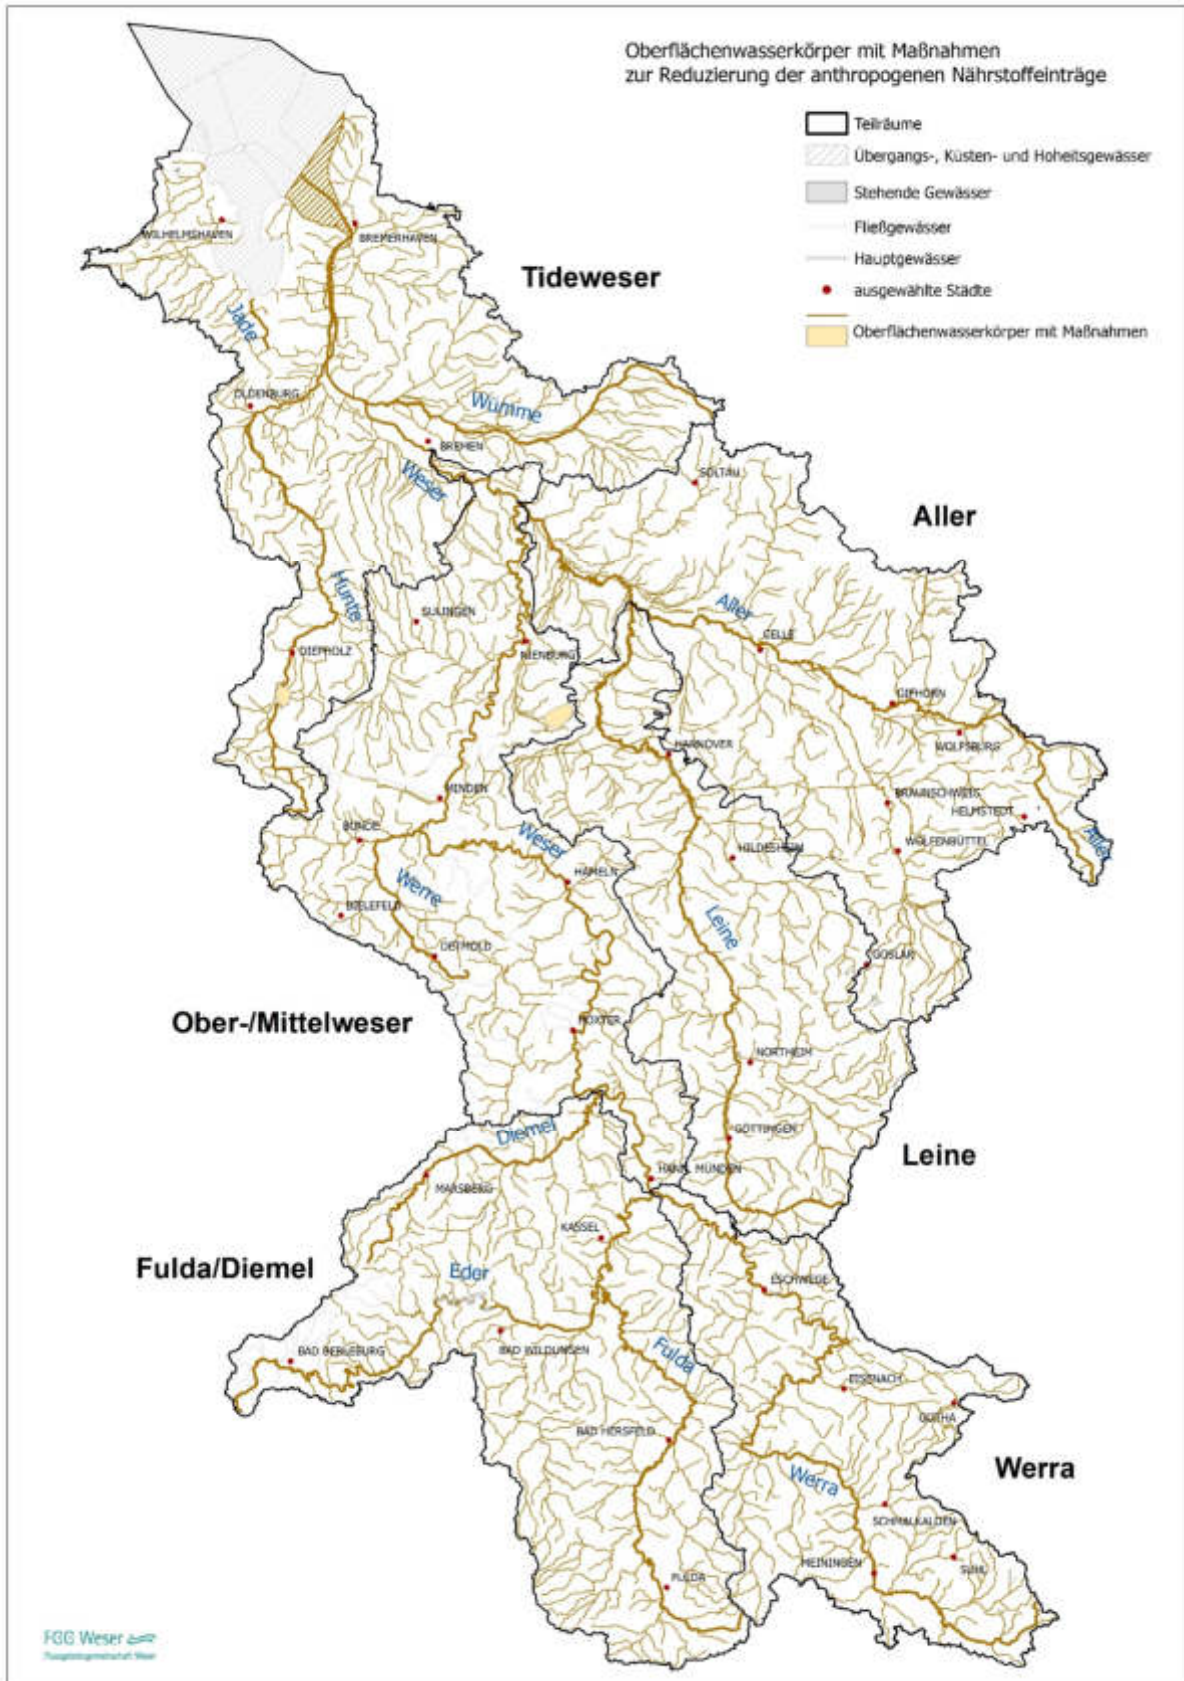 Oberflächenwasserkörper mit Maßnahmen
zur Reduzierung der anthropogenen Nährstoffeinträge
Teilräume
Übergangs-, Küsten- und Hoheitsgewässer
Stehende Gewässer
Fließgewässer
Hauptgewässer
ausgewählte Städte
Oberflächenwasserkörper mit Maßnahmen
WILHELMSHAVEN
BREMERHAVEN
Tideweser
Jade
OLDENBURG
Wümme
BREMEN
Weser
SOLTAU
Aller
Hunte
SULINGEN
Aller
CELLE
DIEPHOLZ
NIENBURG
GIFHORN
WOLFSBURG
HANNOVER
MINDEN
BRAUNSCHWEIG
HELMSTEDT
BÜNDE
Weser
HILDESHEIM
WOLFENBÜTTEL
Aller
HAMELN
Werre
BIELEFELD
Leine
DETMOLD
GOSLAR
Ober-/Mittelweser
HÖXTER
NORTHEIM
Diemel
GÖTTINGEN
Leine
MARSBERG
HANN. MÜNDEN
KASSEL
Fulda/Diemel
Eder
ESCHWEGE
BAD BERLEBURG
BAD WILDUNGEN
Fulda
EISENACH
GOTHA
BAD HERSFELD
Werra
Werra
SCHMALKALDEN
MEININGEN
SUHL
FULDA
FGG Weser
Flussgebietsgemeinschaft Weser